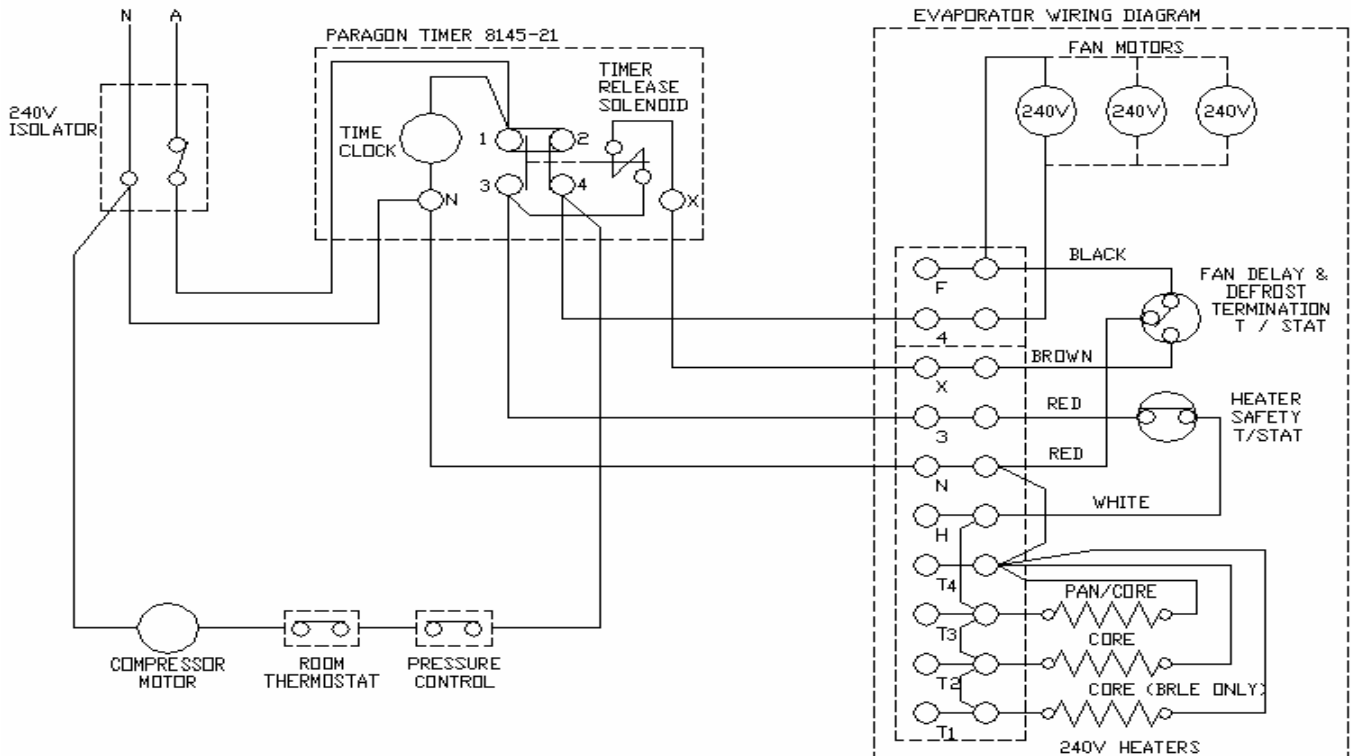 N A
PARAGON TIMER 8145-21
240V
ISOLATOR
TIME
CLOCK
N
1
2
3
4
TIMER
RELEASE
SOLENOID
X
COMPRESSOR
MOTOR
ROOM
THERMOSTAT
PRESSURE
CONTROL
EVAPORATOR WIRING DIAGRAM
FAN MOTORS
240V 240V 240V
F
BLACK
FAN DELAY &
DEFROST
TERMINATION
T / STAT
4
X
BROWN
3
RED
HEATER
SAFETY
T/STAT
N
RED
H
WHITE
T4
PAN/CORE
T3
CORE
T2
CORE (BRLE ONLY)
T1
240V HEATERS